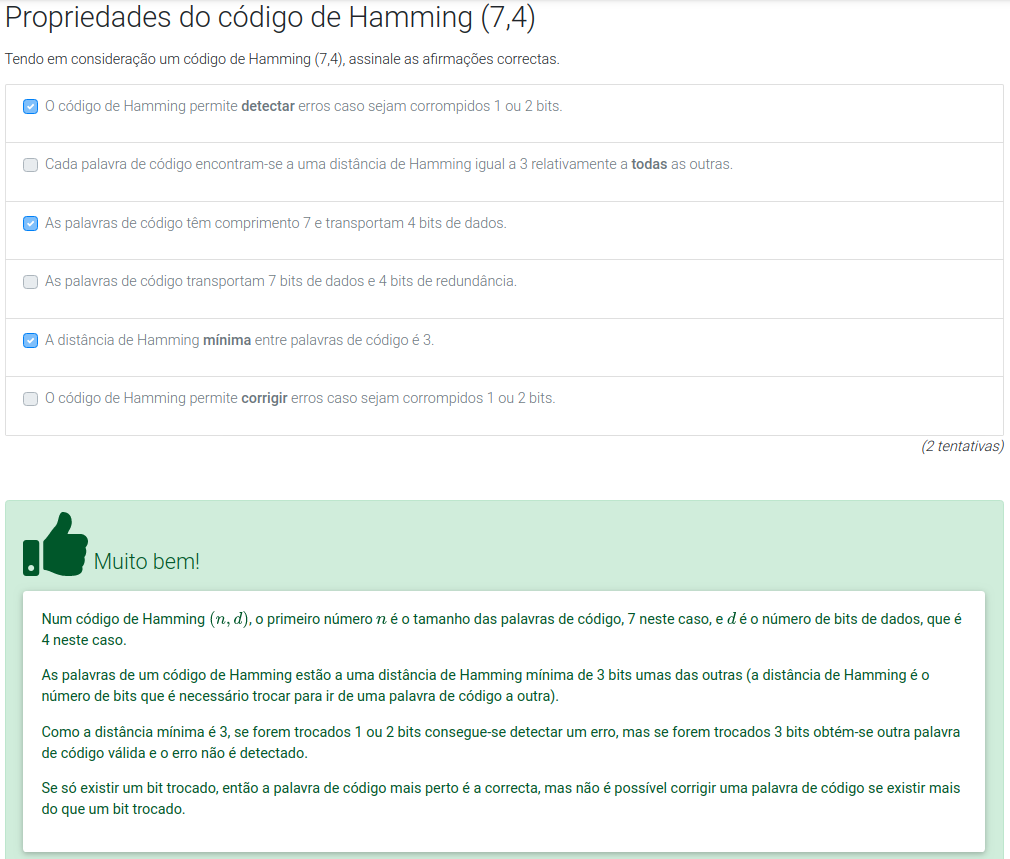 Propriedades do código de Hamming (7,4)
Tendo em consideração um código de Hamming (7,4), assinale as afirmações correctas.
O código de Hamming permite detectar erros caso sejam corrompidos 1 ou 2 bits.
Cada palavra de código encontram-se a uma distância de Hamming igual a 3 relativamente a todas as outras.
As palavras de código têm comprimento 7 e transportam 4 bits de dados.
As palavras de código transportam 7 bits de dados e 4 bits de redundância.
A distância de Hamming mínima entre palavras de código é 3.
O código de Hamming permite corrigir erros caso sejam corrompidos 1 ou 2 bits.
(2 tentativas)
Muito bem!
Num código de Hamming (n, d), o primeiro número n é o tamanho das palavras de código, 7 neste caso, e d é o número de bits de dados, que é
4 neste caso.
As palavras de um código de Hamming estão a uma distância de Hamming mínima de 3 bits umas das outras (a distância de Hamming é o
número de bits que é necessário trocar para ir de uma palavra de código a outra).
Como a distância mínima é 3, se forem trocados 1 ou 2 bits consegue-se detectar um erro, mas se forem trocados 3 bits obtém-se outra palavra
de código válida e o erro não é detectado.
Se só existir um bit trocado, então a palavra de código mais perto é a correcta, mas não é possível corrigir uma palavra de código se existir mais
do que um bit trocado.